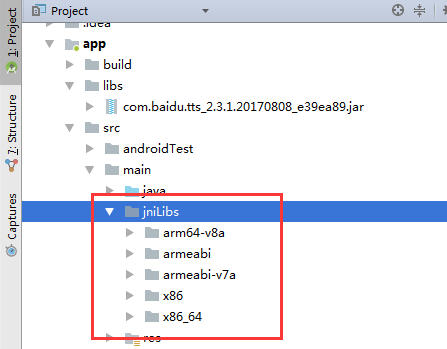 Project
1: Project
7: Structure
Captures
.idea
app
build
libs
com.baidu.tts_2.3.1.20170808_e39ea89.jar
src
androidTest
main
java
jniLibs
arm64-v8a
armeabi
armeabi-v7a
x86
x86_64
res